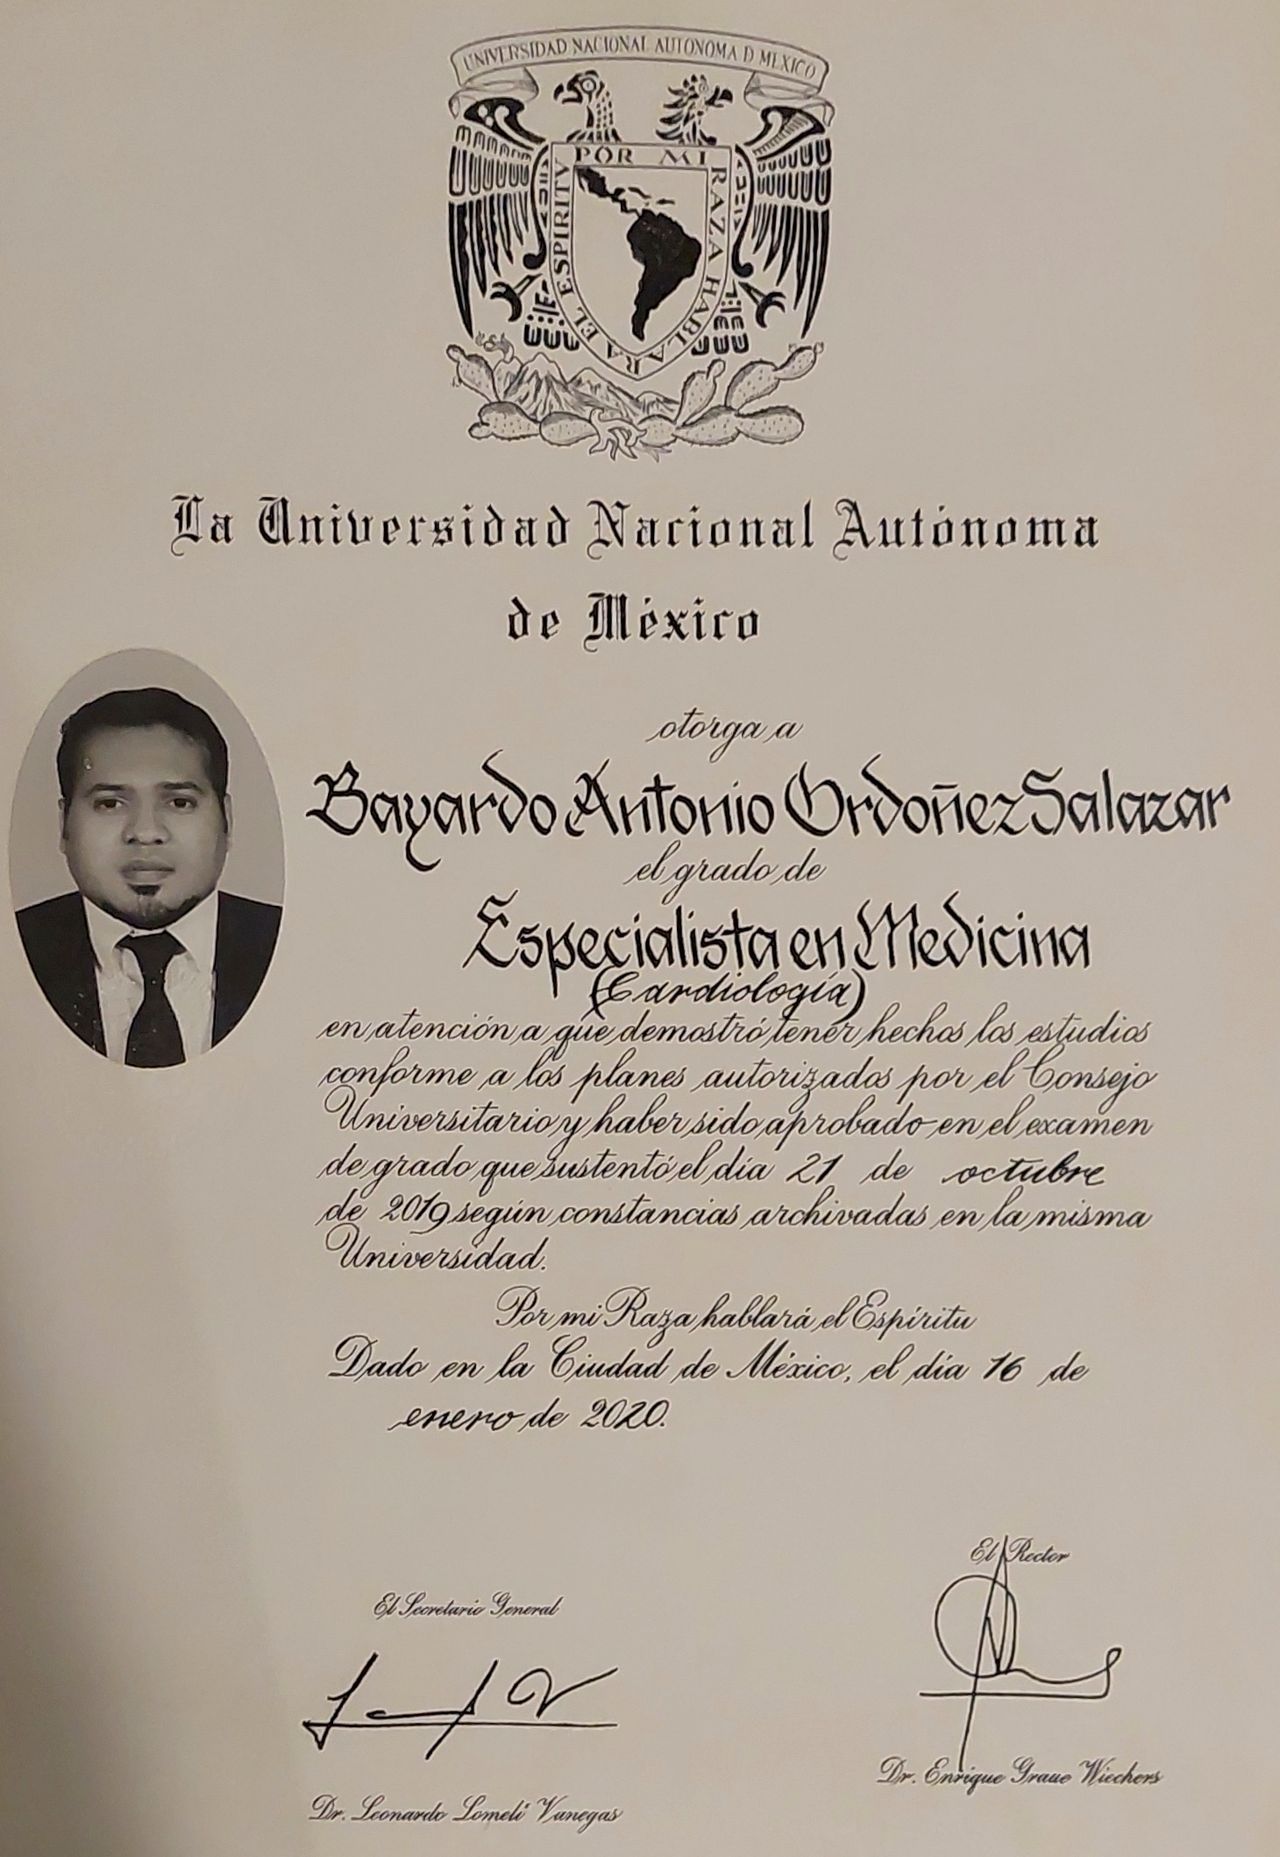 UNIVERSIDAD NACIONAL AUTONOMA D MEXICO
POR MI RAZA HABLARA EL ESPIRITV
La Universidad Nacional Autónoma
de México
otorga a
Bayardo Antonio Ordoñez Salazar
el grado de
Especialista en Medicina
(Cardiología)
en atención a que demostró tener hechos los estudios
conforme a los planes autorizados por el Consejo
Universitario y haber sido aprobado en el examen
de grado que sustentó el día 21 de octubre
de 2019 según constancias archivadas en la misma
Universidad.
Por mi Raza hablará el Espíritu
Dado en la Ciudad de México, el día 16 de
enero de 2020.
El Rector
El Secretario General
Dr. Enrique Graue Wiechers
Dr. Leonardo Lomelí Vanegas